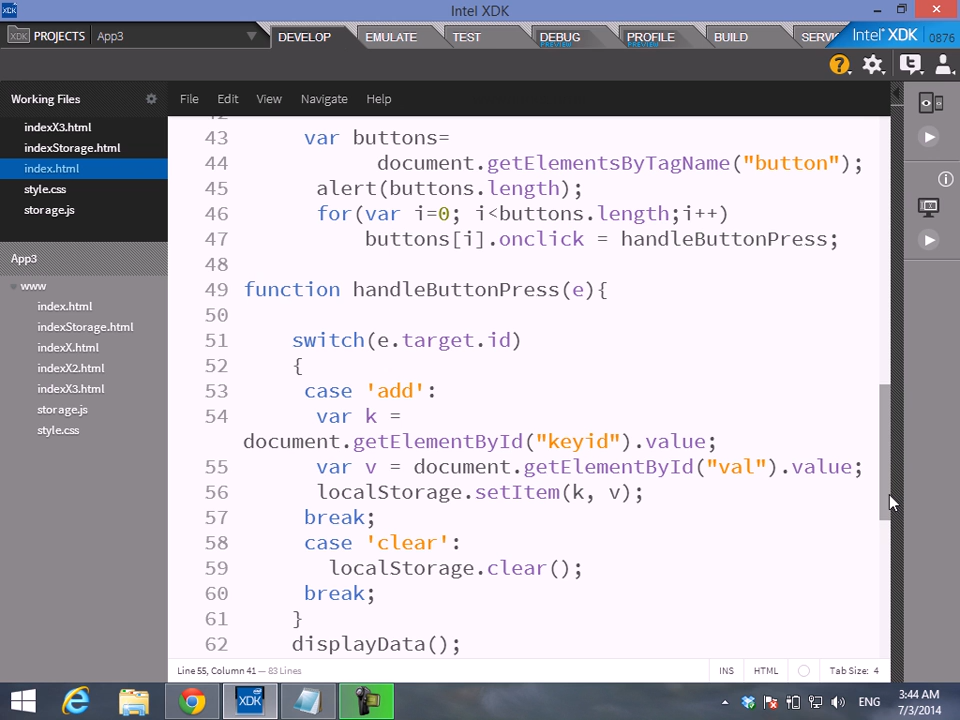 Intel XDK
PROJECTS App3 DEVELOP EMULATE TEST DEBUG PREVIEW PROFILE PREVIEW BUILD SERV Intel XDK 0876
Working Files File Edit View Navigate Help
indexX3.html
indexStorage.html
index.html
style.css
storage.js
App3
www
index.html
indexStorage.html
indexX.html
indexX2.html
indexX3.html
storage.js
style.css
43 var buttons=
44 document.getElementsByTagName("button");
45 alert(buttons.length);
46 for(var i=0; i<buttons.length;i++)
47 buttons[i].onclick = handleButtonPress;
48
49 function handleButtonPress(e){
50
51 switch(e.target.id)
52 {
53 case 'add':
54 var k =
document.getElementById("keyid").value;
55 var v = document.getElementById("val").value;
56 localStorage.setItem(k, v);
57 break;
58 case 'clear':
59 localStorage.clear();
60 break;
61 }
62 displayData();
Line 55, Column 41 — 83 Lines INS HTML Tab Size: 4
XDK ENG 3:44 AM
7/3/2014